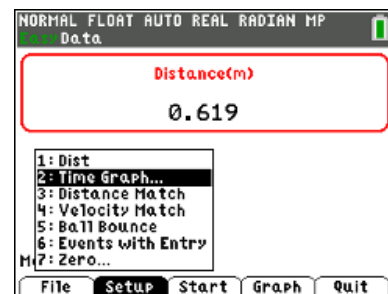 NORMAL FLOAT AUTO REAL RADIAN MP
EasyData
Distance(m)
0.619
1: Dist
2: Time Graph...
3: Distance Match
4: Velocity Match
5: Ball Bounce
6: Events with Entry
7: Zero...
File Setup Start Graph Quit